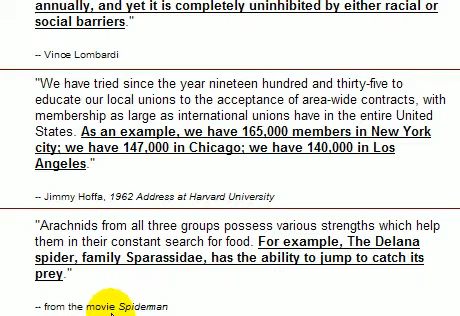 annually, and yet it is completely uninhibited by either racial or
social barriers."
-- Vince Lombardi
"We have tried since the year nineteen hundred and thirty-five to
educate our local unions to the acceptance of area-wide contracts, with
membership as large as international unions have in the entire United
States. As an example, we have 165,000 members in New York
city; we have 147,000 in Chicago; we have 140,000 in Los
Angeles."
-- Jimmy Hoffa, 1962 Address at Harvard University
"Arachnids from all three groups possess various strengths which help
them in their constant search for food. For example, The Delana
spider, family Sparassidae, has the ability to jump to catch its
prey."
-- from the movie Spideman